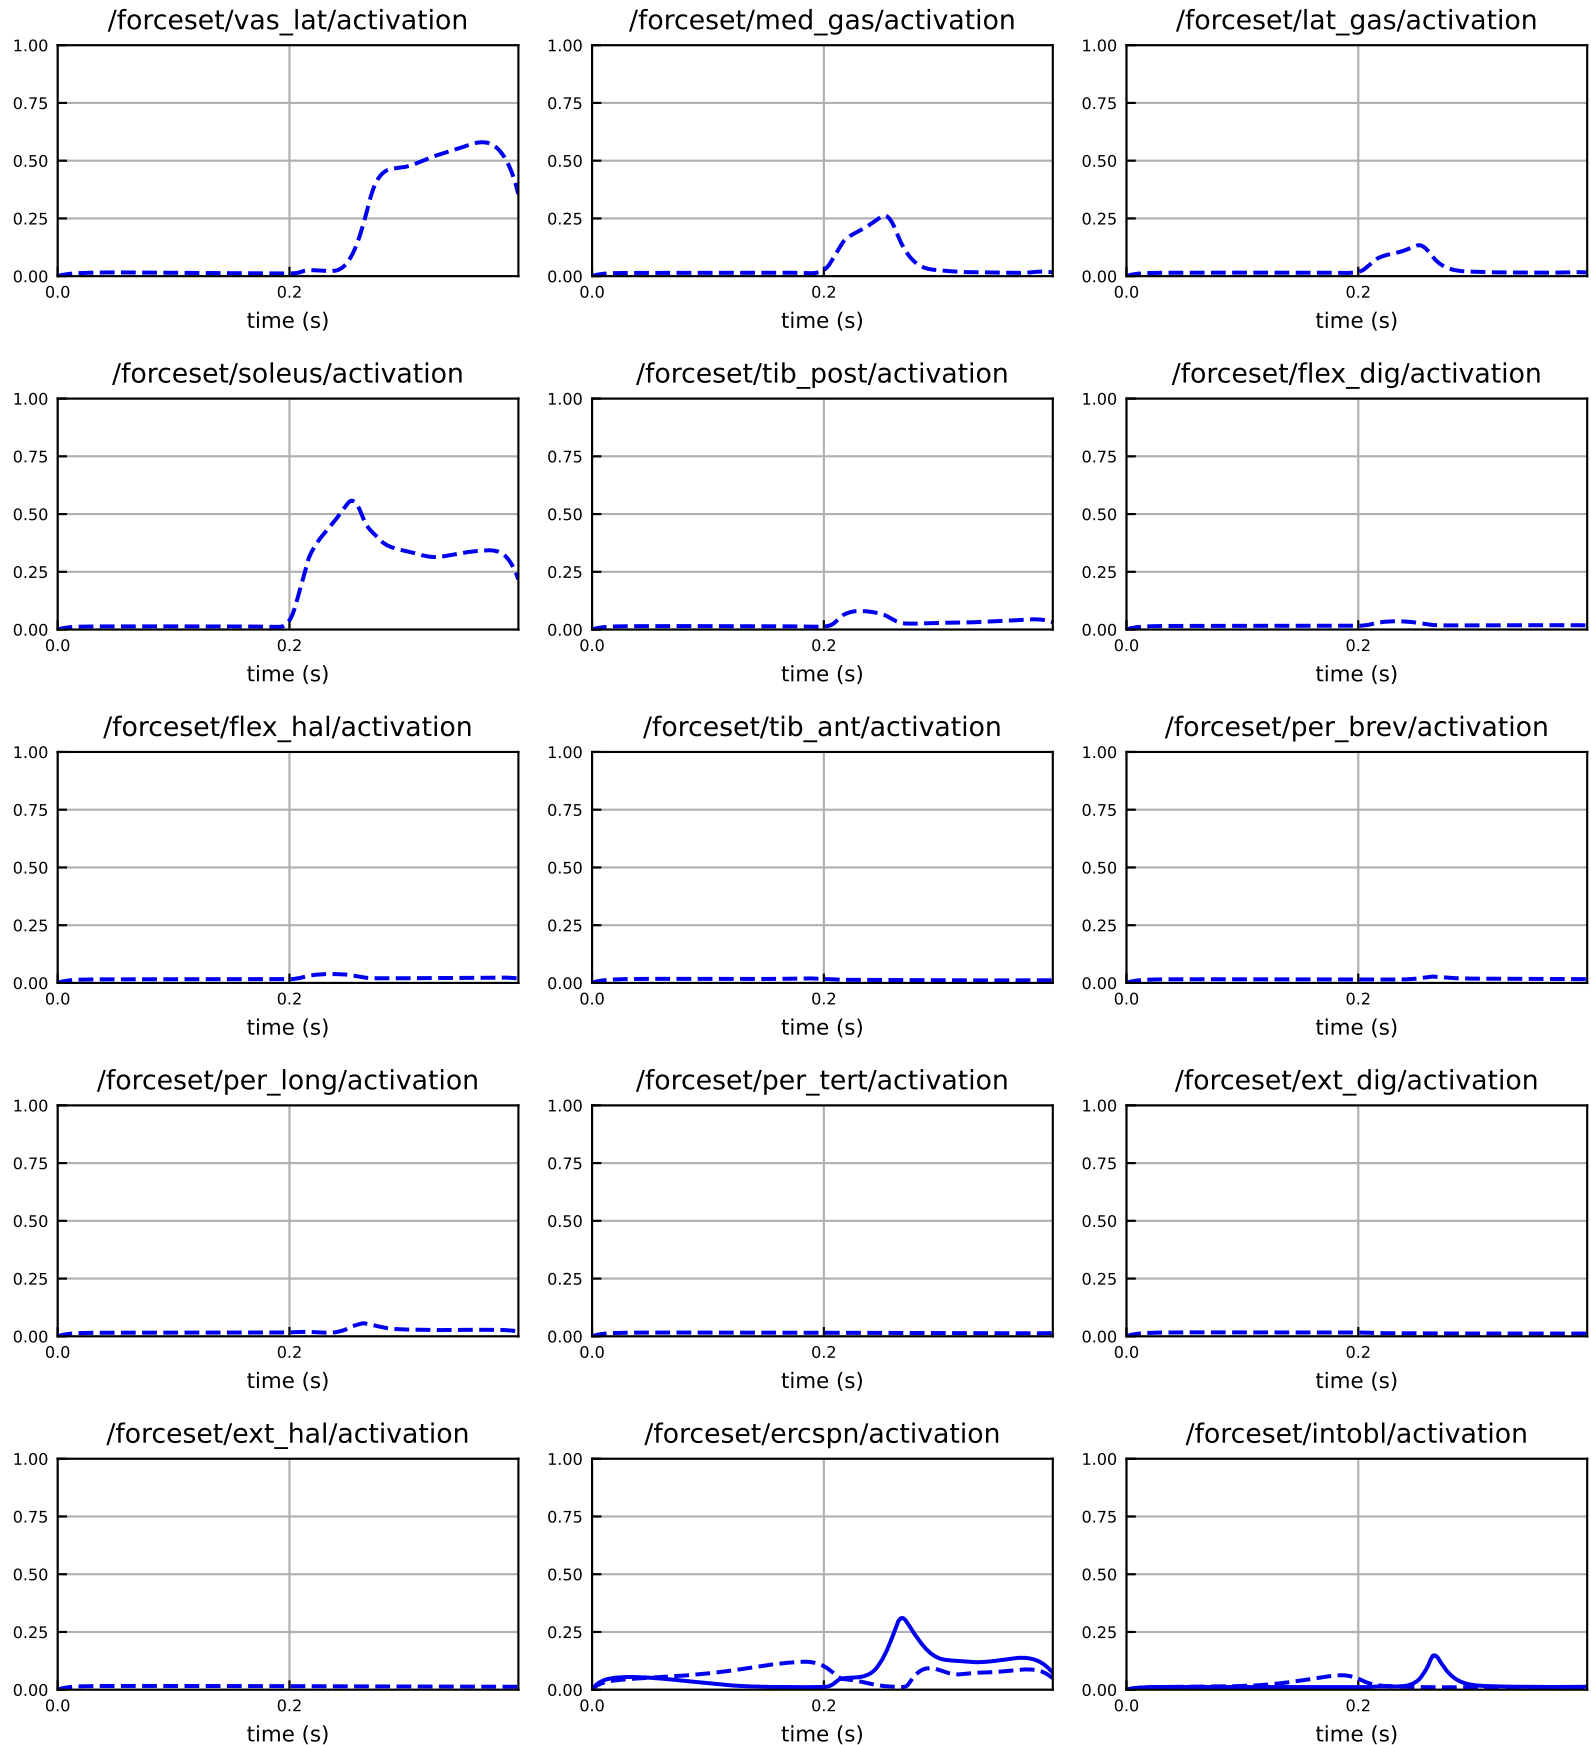 /forceset/vas_lat/activation /forceset/med_gas/activation /forceset/lat_gas/activation
1.00 1.00 1.00
0.75 0.75 0.75
0.50 0.50 0.50
0.25 0.25 0.25
0.00 0.00 0.00
0.0 0.2 0.0 0.2 0.0 0.2
time (s) time (s) time (s)
/forceset/soleus/activation /forceset/tib_post/activation /forceset/flex_dig/activation
1.00 1.00 1.00
0.75 0.75 0.75
0.50 0.50 0.50
0.25 0.25 0.25
0.00 0.00 0.00
0.0 0.2 0.0 0.2 0.0 0.2
time (s) time (s) time (s)
/forceset/flex_hal/activation /forceset/tib_ant/activation /forceset/per_brev/activation
1.00 1.00 1.00
0.75 0.75 0.75
0.50 0.50 0.50
0.25 0.25 0.25
0.00 0.00 0.00
0.0 0.2 0.0 0.2 0.0 0.2
time (s) time (s) time (s)
/forceset/per_long/activation /forceset/per_tert/activation /forceset/ext_dig/activation
1.00 1.00 1.00
0.75 0.75 0.75
0.50 0.50 0.50
0.25 0.25 0.25
0.00 0.00 0.00
0.0 0.2 0.0 0.2 0.0 0.2
time (s) time (s) time (s)
/forceset/ext_hal/activation /forceset/ercspn/activation /forceset/intobl/activation
1.00 1.00 1.00
0.75 0.75 0.75
0.50 0.50 0.50
0.25 0.25 0.25
0.00 0.00 0.00
0.0 0.2 0.0 0.2 0.0 0.2
time (s) time (s) time (s)